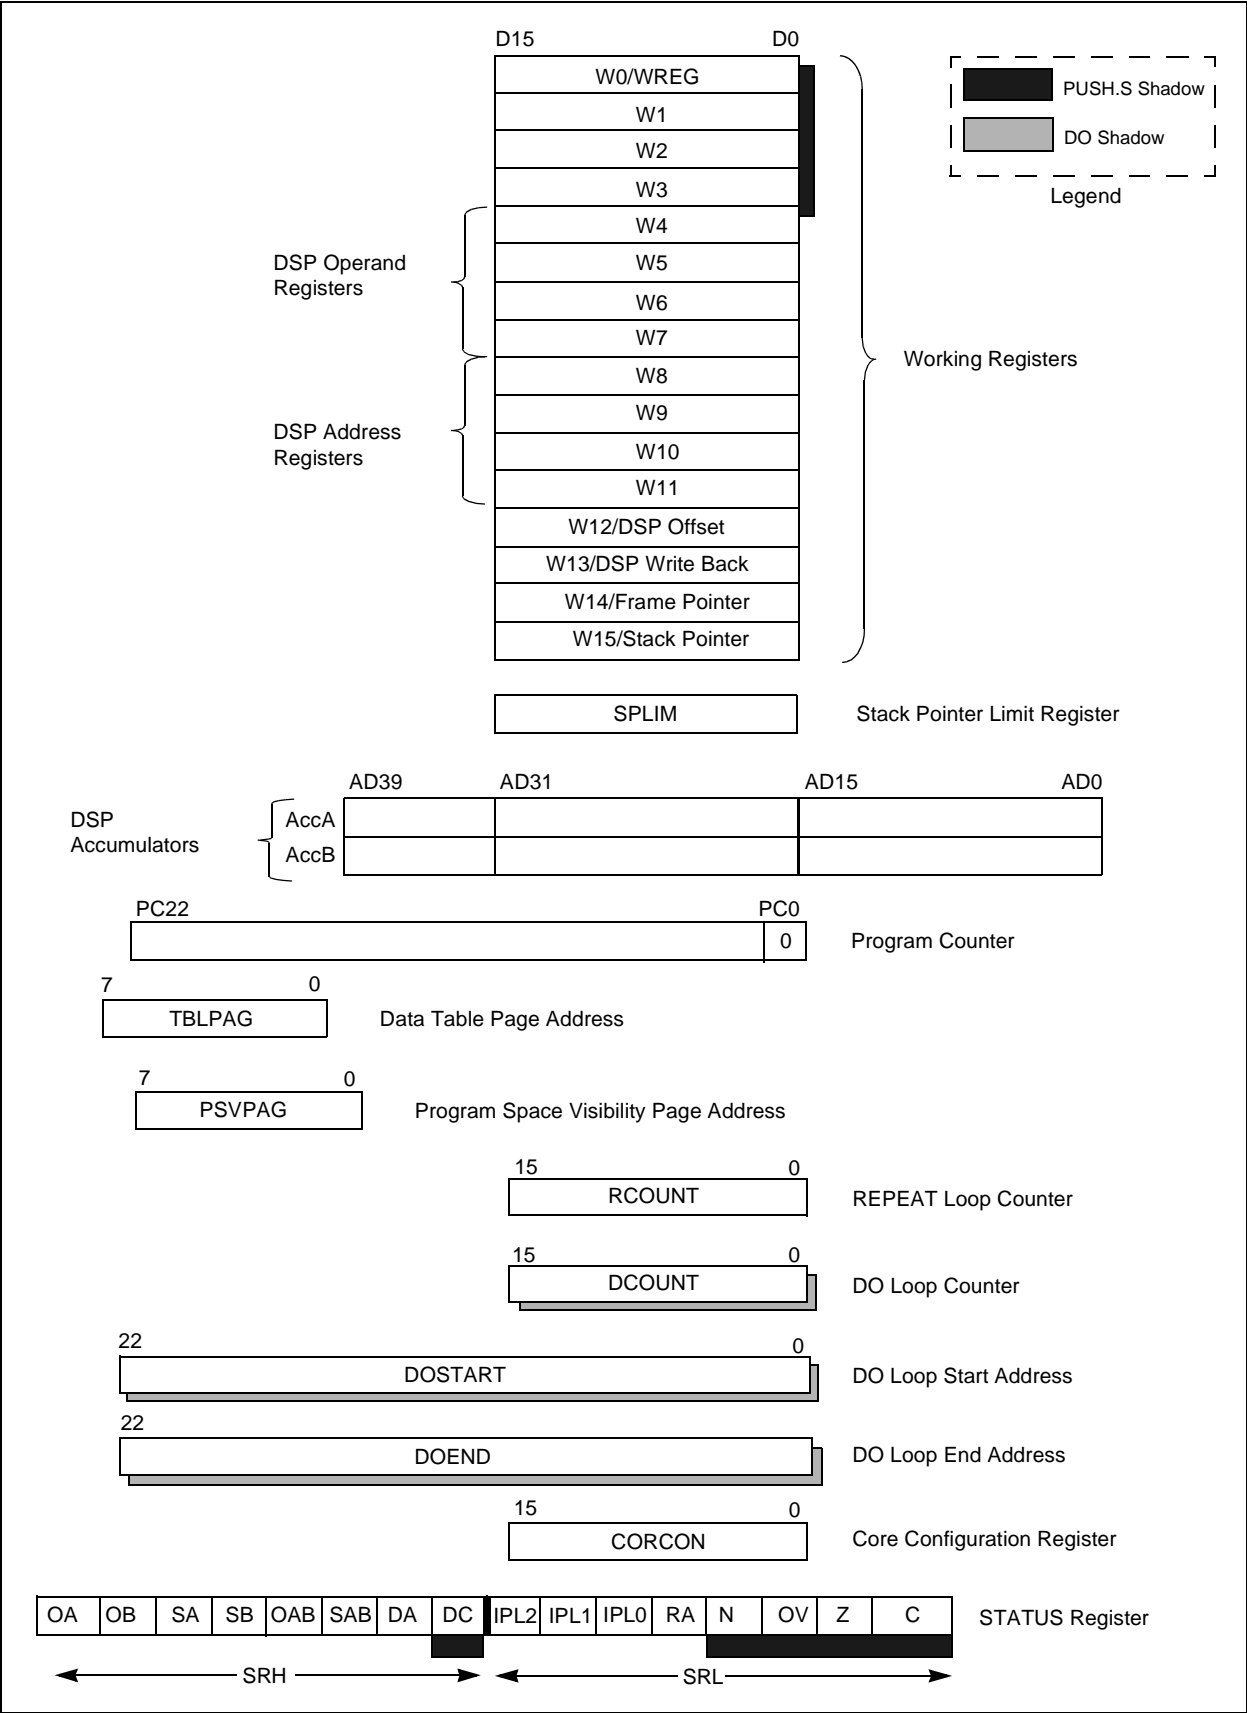 D15 D0
W0/WREG
W1
W2
W3
W4
W5
W6
W7
W8
W9
W10
W11
W12/DSP Offset
W13/DSP Write Back
W14/Frame Pointer
W15/Stack Pointer
PUSH.S Shadow
DO Shadow
Legend
DSP Operand
Registers
DSP Address
Registers
Working Registers
SPLIM
Stack Pointer Limit Register
AD39 AD31 AD15 AD0
DSP
Accumulators
AccA
AccB
PC22 PC0
0
Program Counter
7 0
TBLPAG
Data Table Page Address
7 0
PSVPAG
Program Space Visibility Page Address
15 0
RCOUNT
REPEAT Loop Counter
15 0
DCOUNT
DO Loop Counter
22 0
DOSTART
DO Loop Start Address
22
DOEND
DO Loop End Address
15 0
CORCON
Core Configuration Register
OA OB SA SB OAB SAB DA DC IPL2 IPL1 IPL0 RA N OV Z C
STATUS Register
SRH SRL